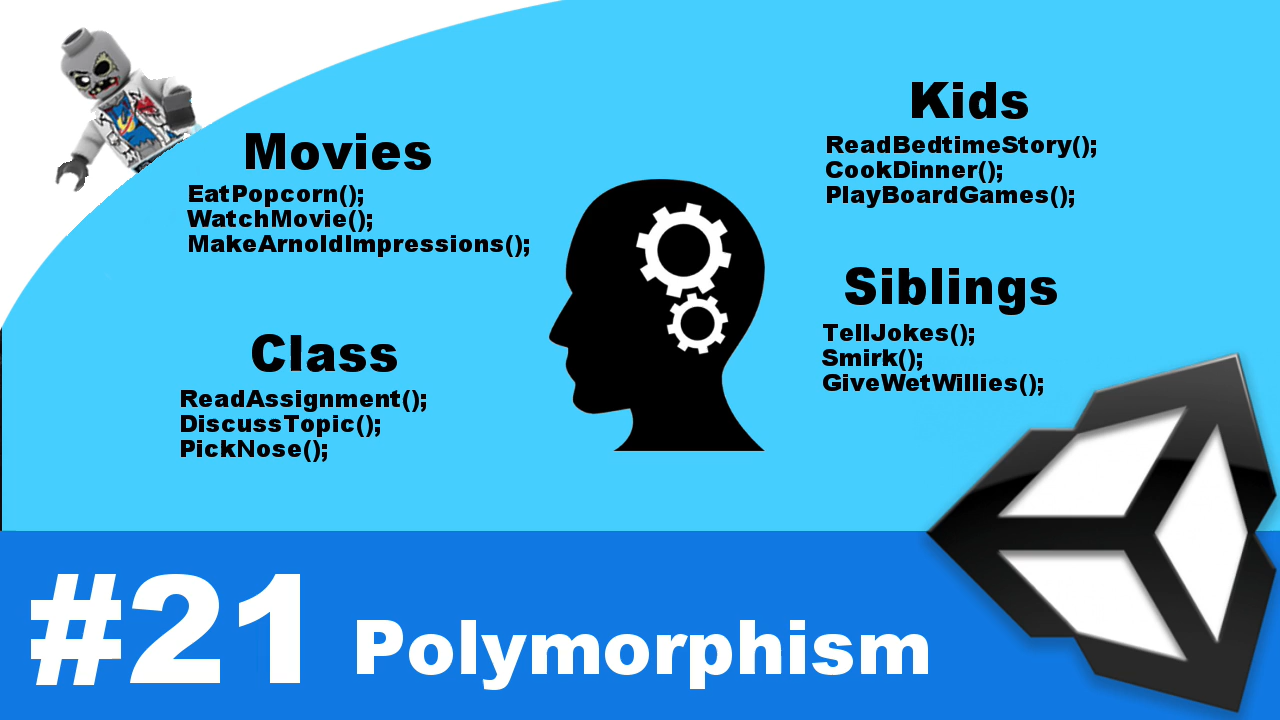 Movies
EatPopcorn();
WatchMovie();
MakeArnoldImpressions();
Class
ReadAssignment();
DiscussTopic();
PickNose();
Kids
ReadBedtimeStory();
CookDinner();
PlayBoardGames();
Siblings
TellJokes();
Smirk();
GiveWetWillies();
#21 Polymorphism